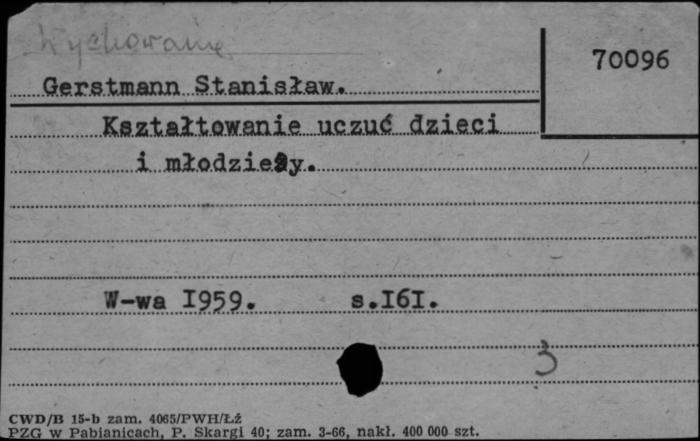 Wychowanie
70096
Gerstmann Stanisław.
Kształtowanie uczuć dzieci
i młodzieży.
W-wa I959. s.I6I.
3
CWD/B 15-b zam. 4065/PWH/Łź
PZG w Pabianicach, P. Skargi 40; zam. 3-66, nakł. 400 000 szt.